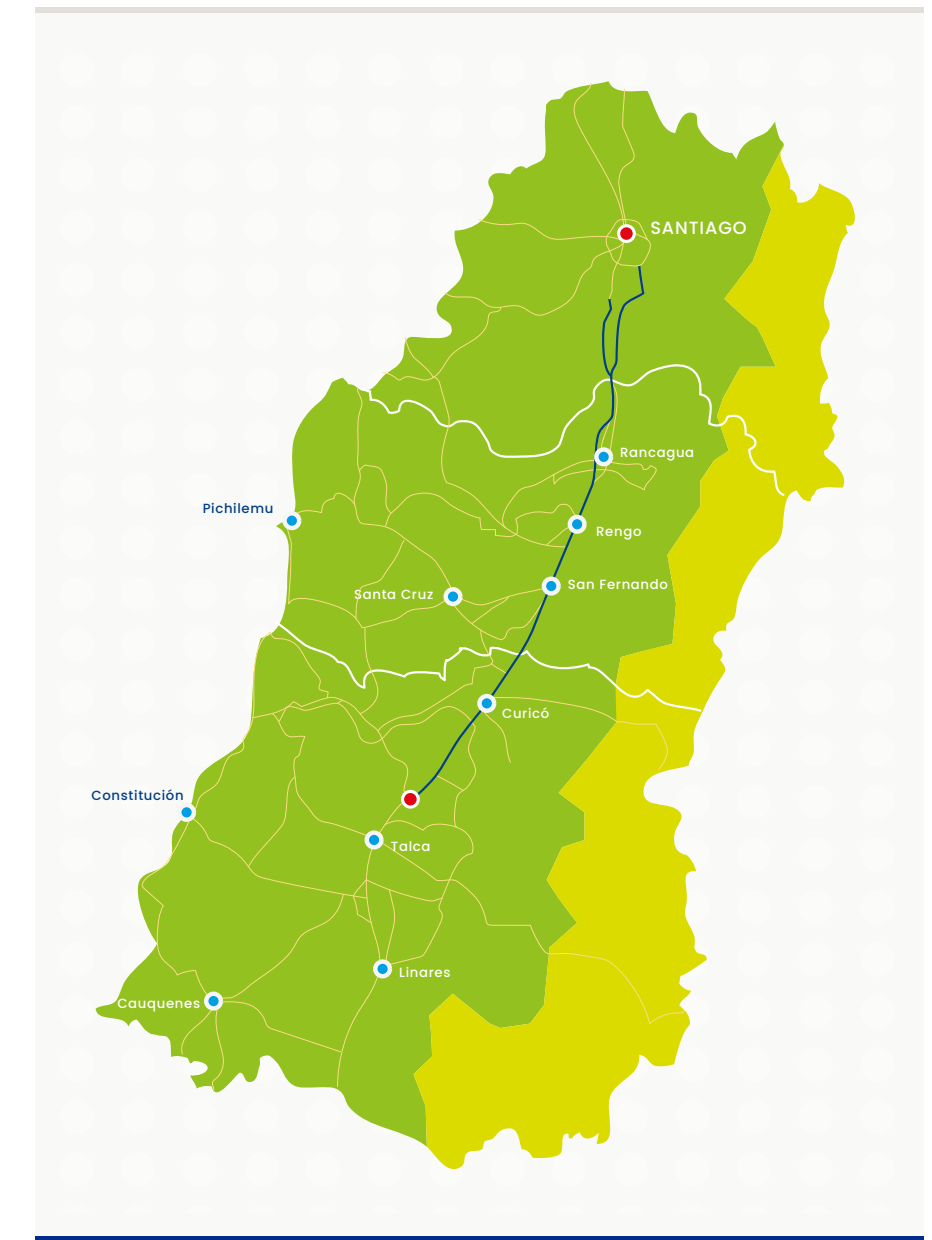 SANTIAGO
Rancagua
Pichilemu
Rengo
San Fernando
Santa Cruz
Curicó
Constitución
Talca
Linares
Cauquenes